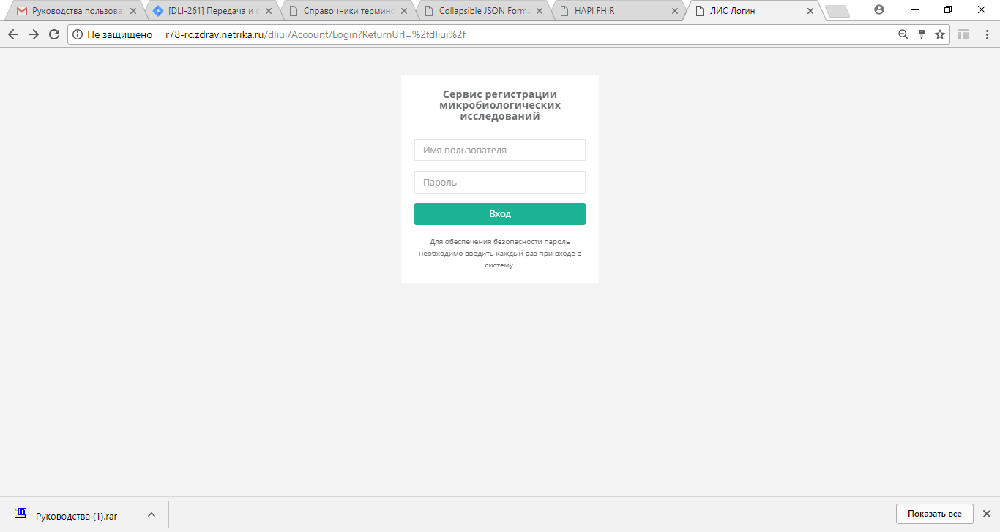 Руководства пользова
[DLI-261] Передача и с
Справочники терминс
Collapsible JSON Forma
HAPI FHIR
ЛИС Логин
Не защищено
r78-rc.zdrav.netrika.ru/dliui/Account/Login?ReturnUrl=%2fdliui%2f
Сервис регистрации
микробиологических
исследований
Имя пользователя
Пароль
Вход
Для обеспечения безопасности пароль
необходимо вводить каждый раз при входе в
систему.
Руководства (1).rar
Показать все